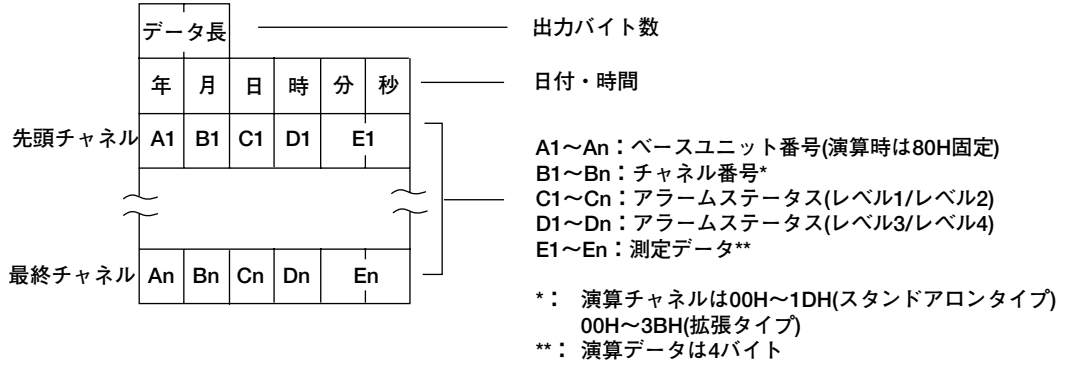 データ長 出力バイト数
年 月 日 時 分 秒 日付・時間
先頭チャネル A1 B1 C1 D1 E1
最終チャネル An Bn Cn Dn En
A1～An：ベースユニット番号(演算時は80H固定)
B1～Bn：チャネル番号*
C1～Cn：アラームステータス(レベル1/レベル2)
D1～Dn：アラームステータス(レベル3/レベル4)
E1～En：測定データ**
*： 演算チャネルは00H～1DH(スタンドアロンタイプ)
00H～3BH(拡張タイプ)
**： 演算データは4バイト